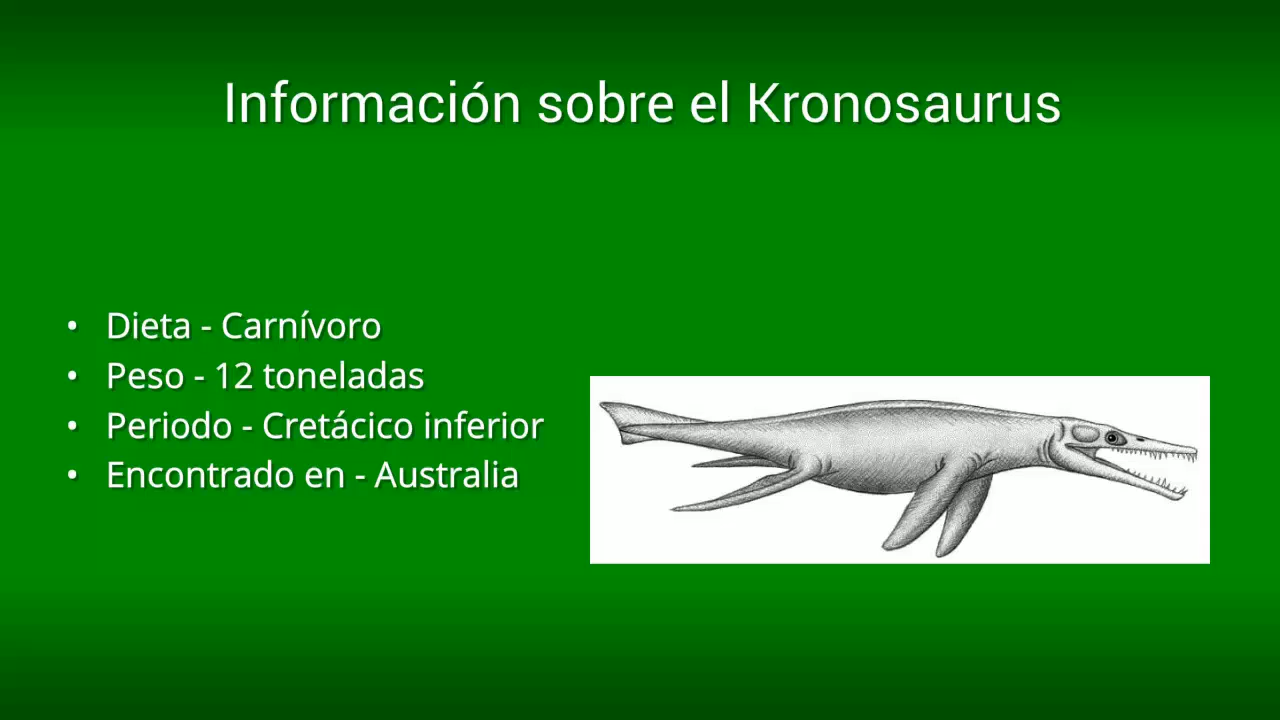 Información sobre el Kronosaurus
• Dieta - Carnívoro
• Peso - 12 toneladas
• Periodo - Cretácico inferior
• Encontrado en - Australia